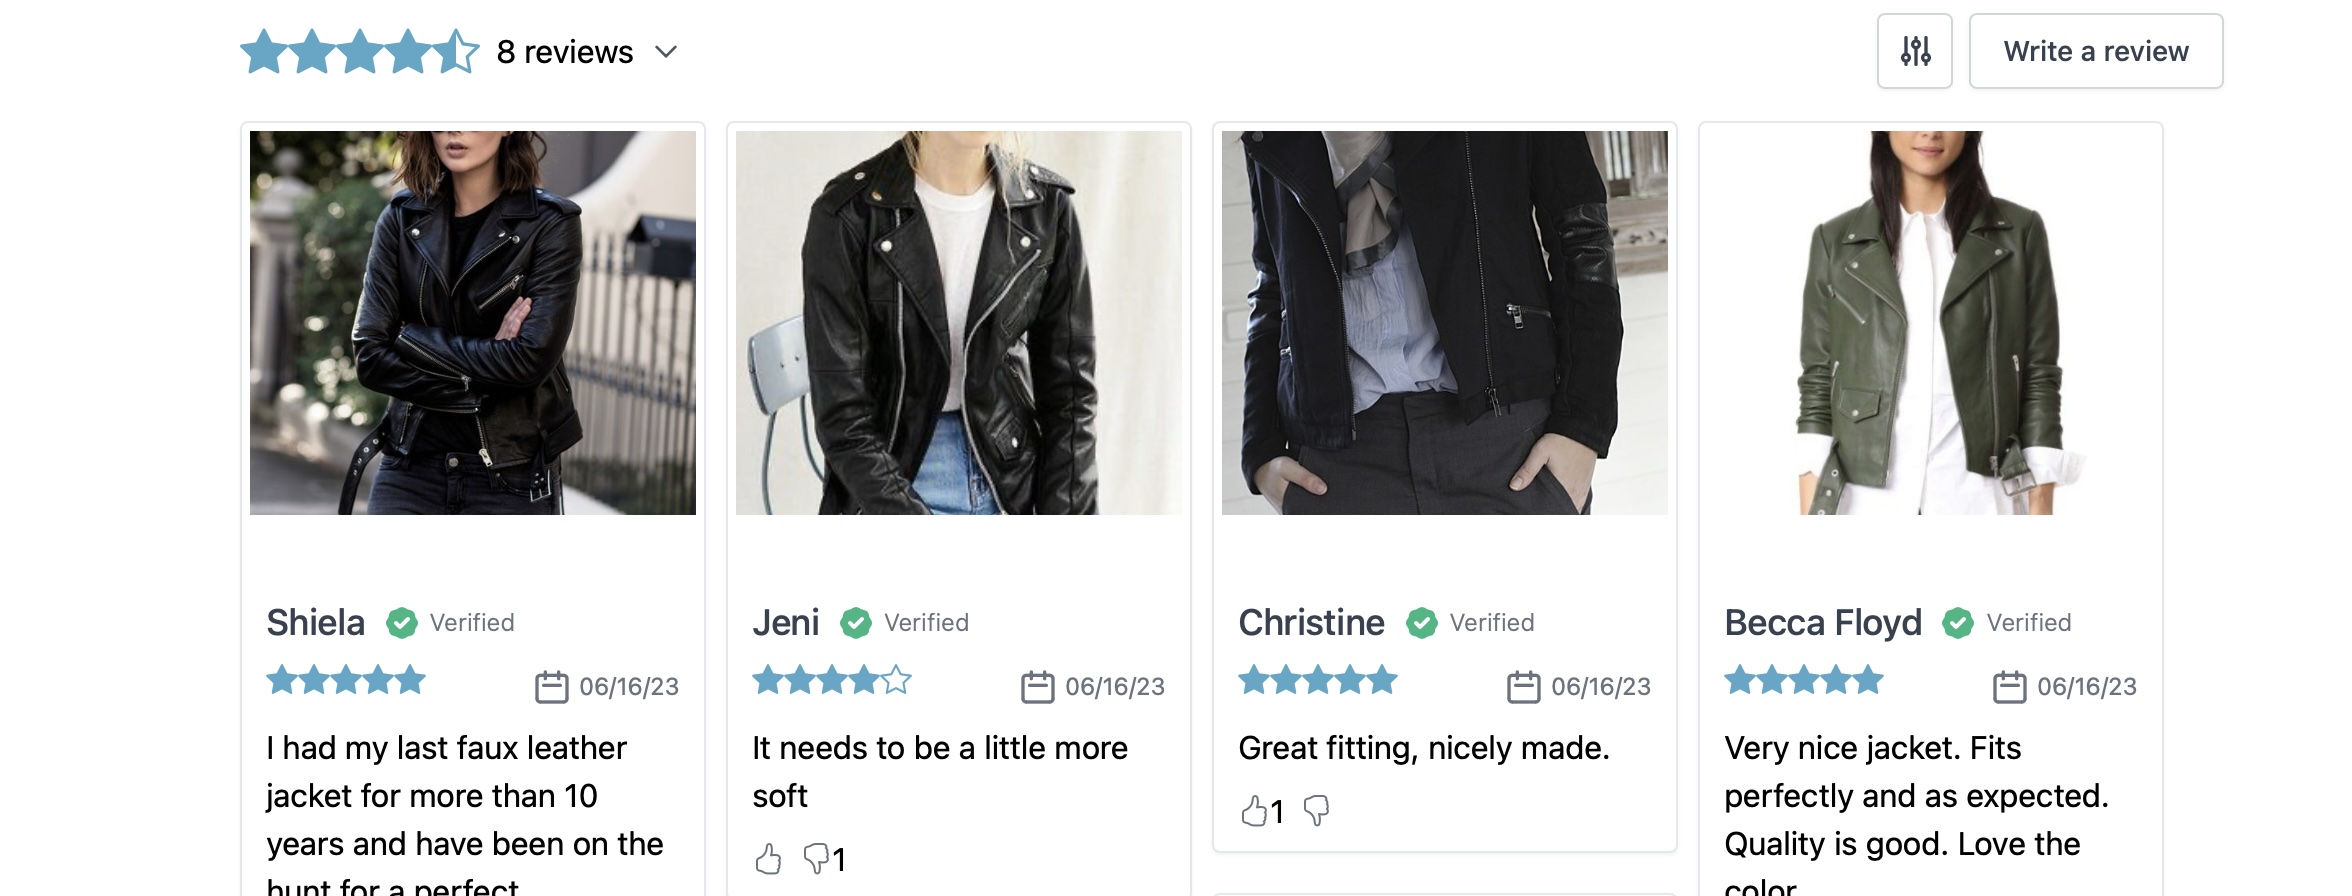 8 reviews
Write a review
Shiela Verified
06/16/23
I had my last faux leather
jacket for more than 10
years and have been on the
hunt for a perfect
Jeni Verified
06/16/23
It needs to be a little more
soft
1
Christine Verified
06/16/23
Great fitting, nicely made.
1
Becca Floyd Verified
06/16/23
Very nice jacket. Fits
perfectly and as expected.
Quality is good. Love the
color